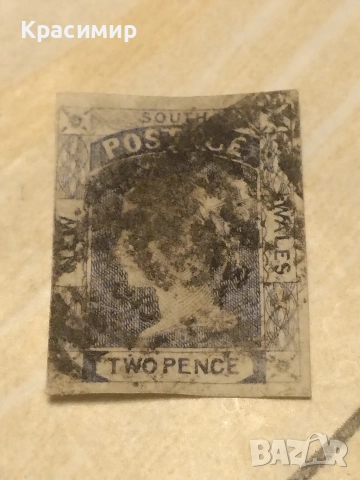 Красимир
SOUTH
POSTAGE
NEW
WALES
TWO PENCE
bazar